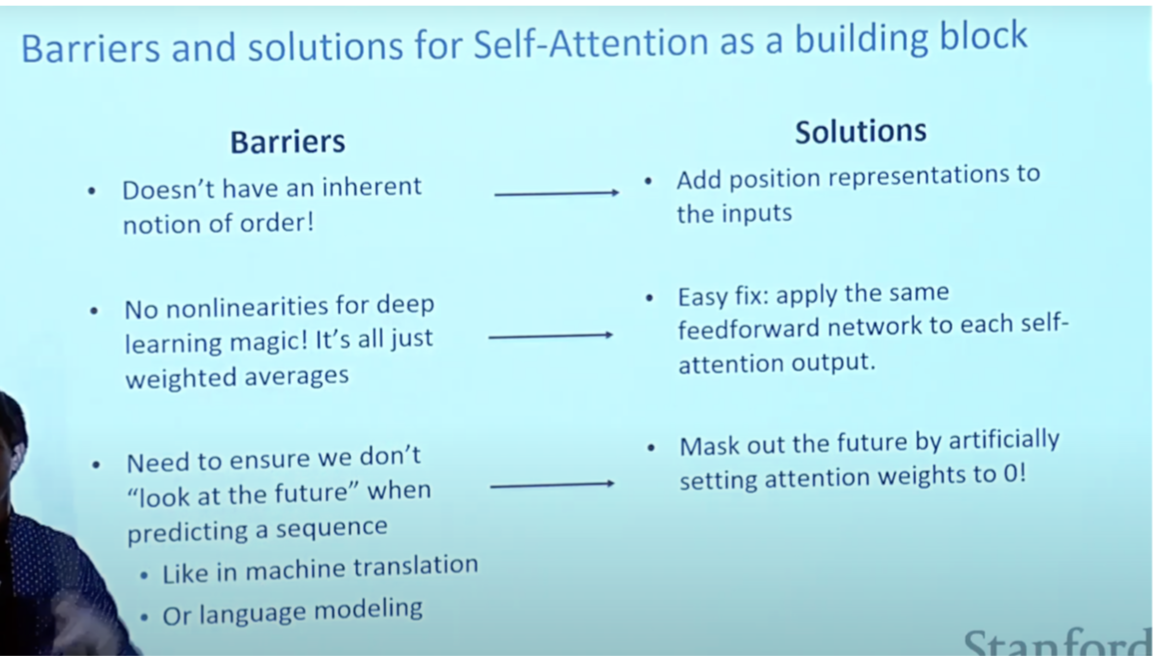 Barriers and solutions for Self-Attention as a building block
Barriers
• Doesn’t have an inherent
notion of order!
• No nonlinearities for deep
learning magic! It’s all just
weighted averages
• Need to ensure we don’t
“look at the future” when
predicting a sequence
• Like in machine translation
• Or language modeling
Solutions
• Add position representations to
the inputs
• Easy fix: apply the same
feedforward network to each self-
attention output.
• Mask out the future by artificially
setting attention weights to 0!
Stanford